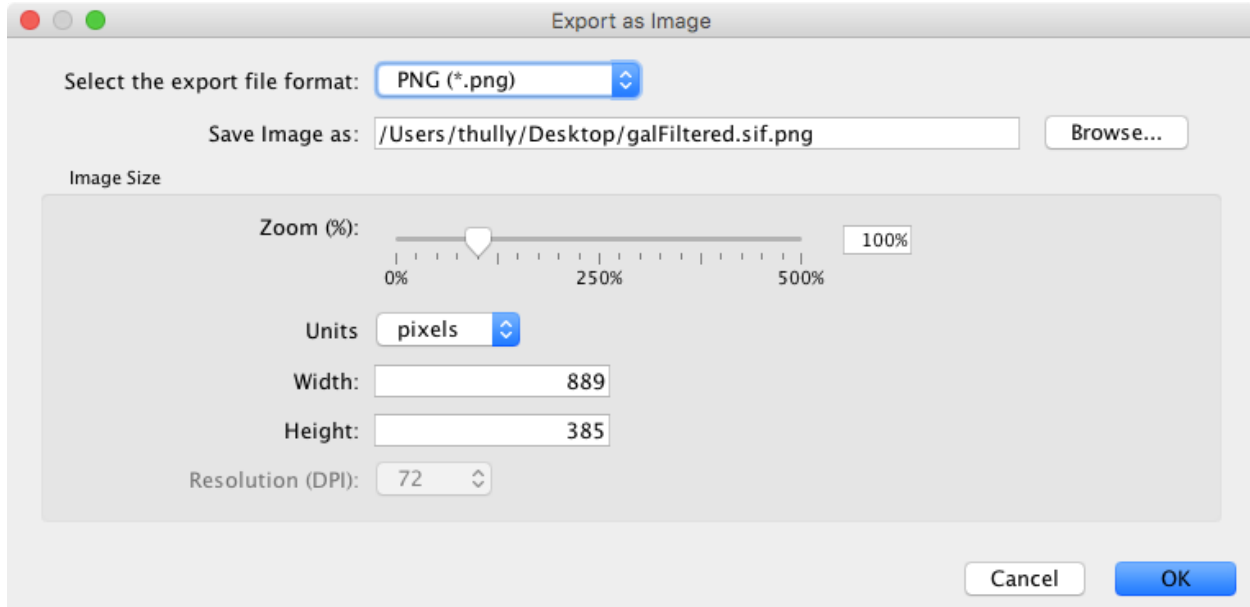 Export as Image
Select the export file format: PNG (*.png)
Save Image as: /Users/thully/Desktop/galFiltered.sif.png Browse...
Image Size
Zoom (%): 100%
0% 250% 500%
Units pixels
Width: 889
Height: 385
Resolution (DPI): 72
Cancel OK